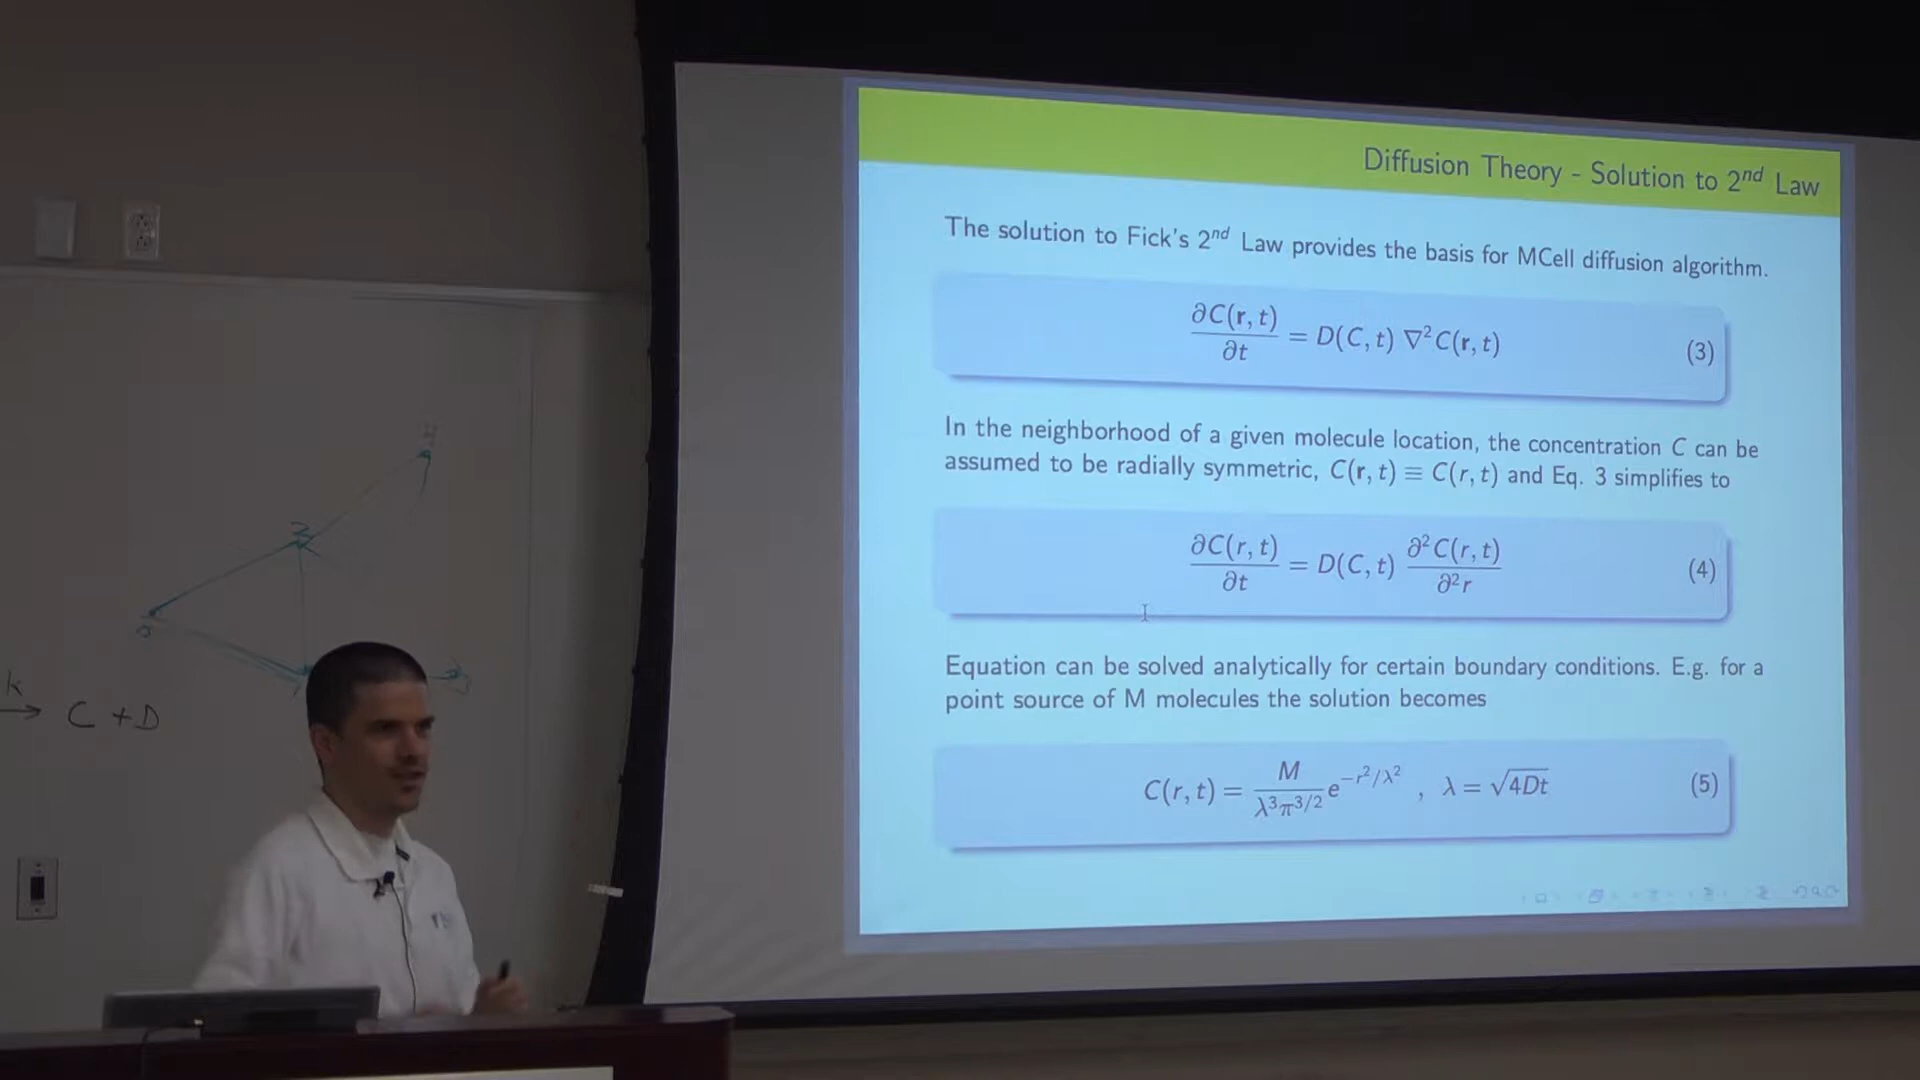 Diffusion Theory - Solution to 2nd Law
The solution to Fick's 2nd Law provides the basis for MCell diffusion algorithm.
∂C(r, t)/∂t = D(C, t) ∇²C(r, t) (3)
In the neighborhood of a given molecule location, the concentration C can be
assumed to be radially symmetric, C(r, t) ≡ C(r, t) and Eq. 3 simplifies to
∂C(r, t)/∂t = D(C, t) ∂²C(r, t)/∂²r (4)
Equation can be solved analytically for certain boundary conditions. E.g. for a
point source of M molecules the solution becomes
C(r, t) = M/λ³π^3/2 e^−r²/λ² , λ = √4Dt (5)
k
→ C + D